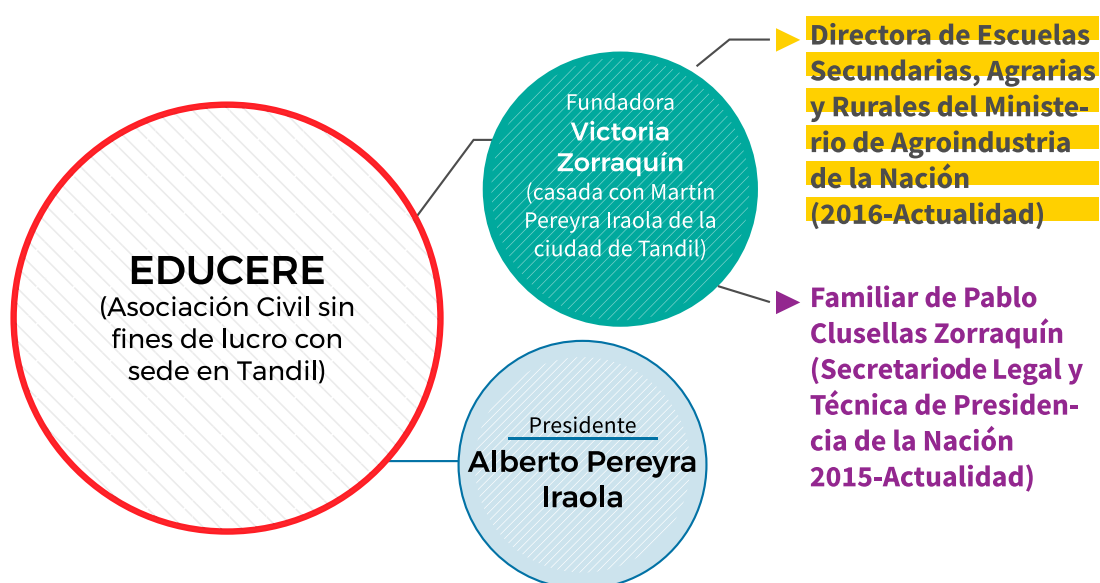 EDUCERE
(Asociación Civil sin
fines de lucro con
sede en Tandil)
Fundadora
Victoria
Zorraquín
(casada con Martín
Pereyra Iraola de la
ciudad de Tandil)
Directora de Escuelas
Secundarias, Agrarias
y Rurales del Ministe-
rio de Agroindustria
de la Nación
(2016-Actualidad)
Familiar de Pablo
Clusellas Zorraquín
(Secretariode Legal y
Técnica de Presiden-
cia de la Nación
2015-Actualidad)
Presidente
Alberto Pereyra
Iraola